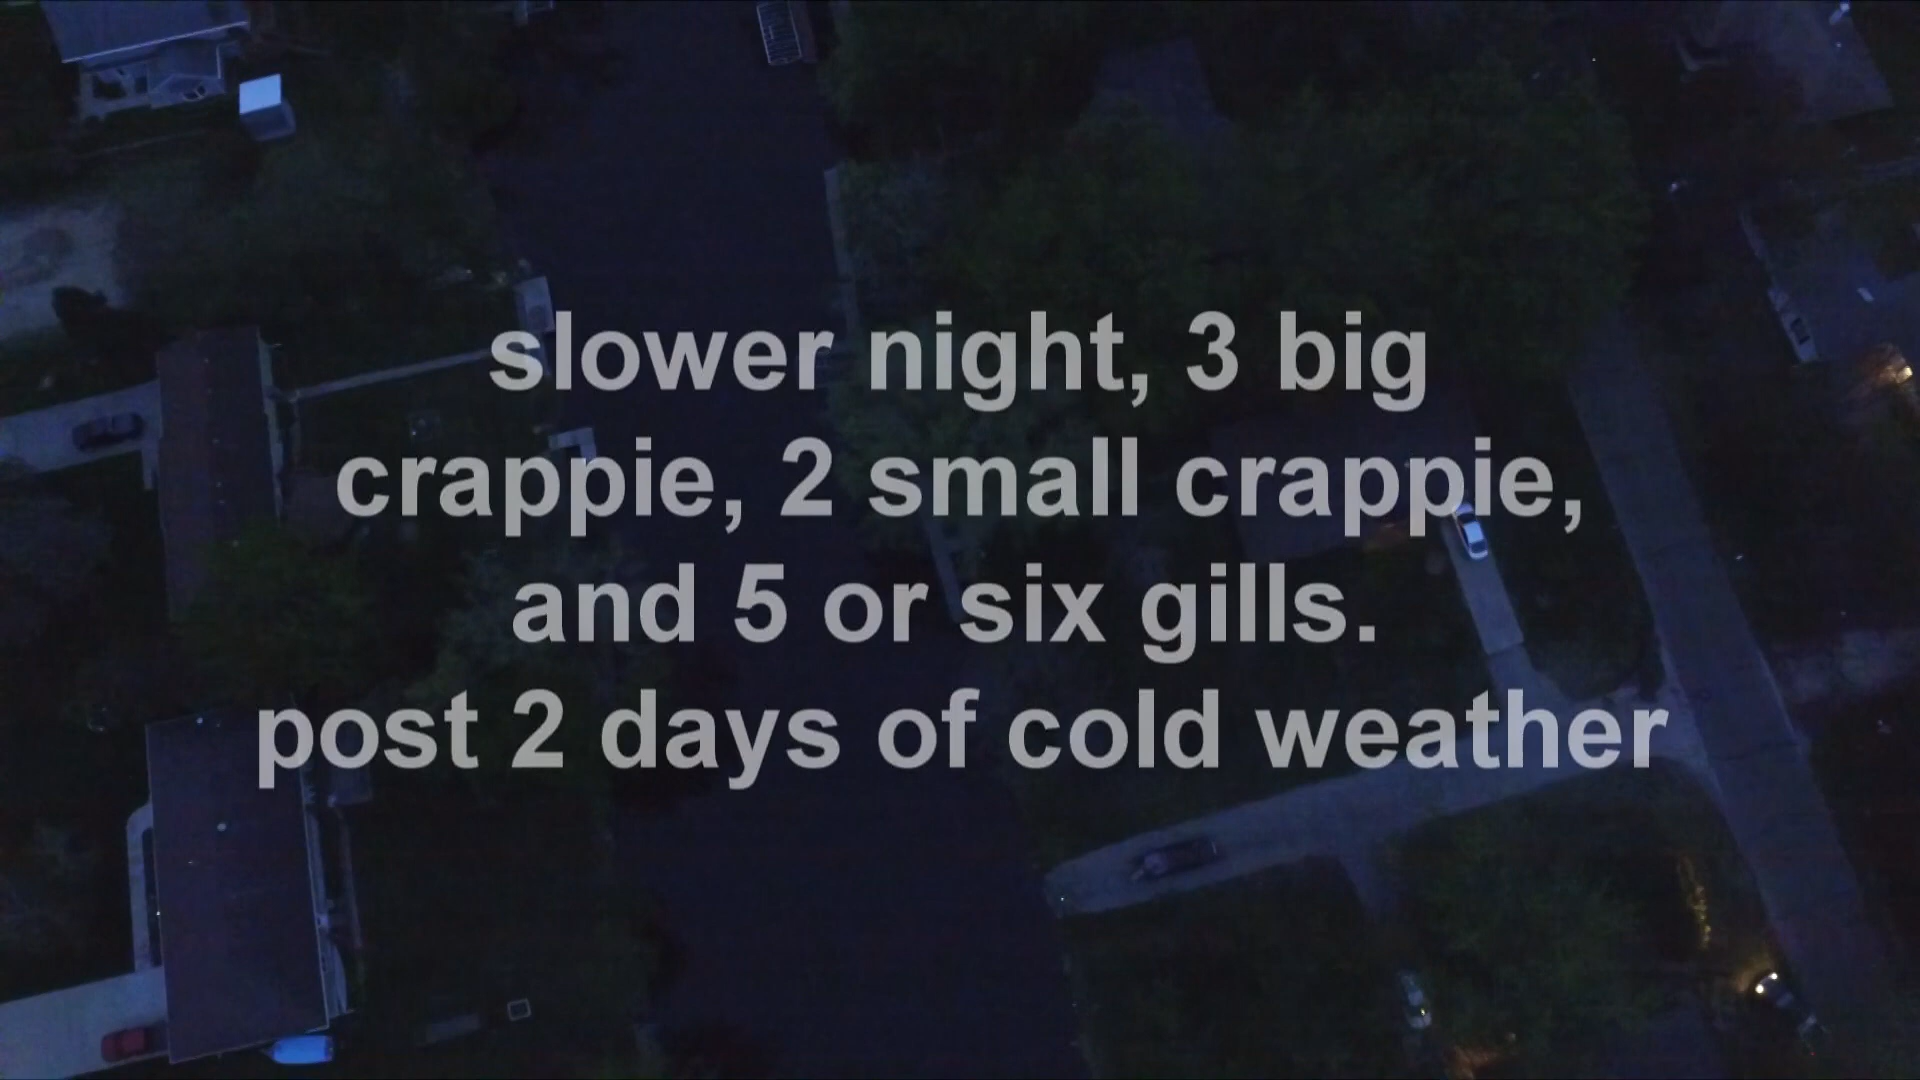 slower night, 3 big
crappie, 2 small crappie,
and 5 or six gills.
post 2 days of cold weather